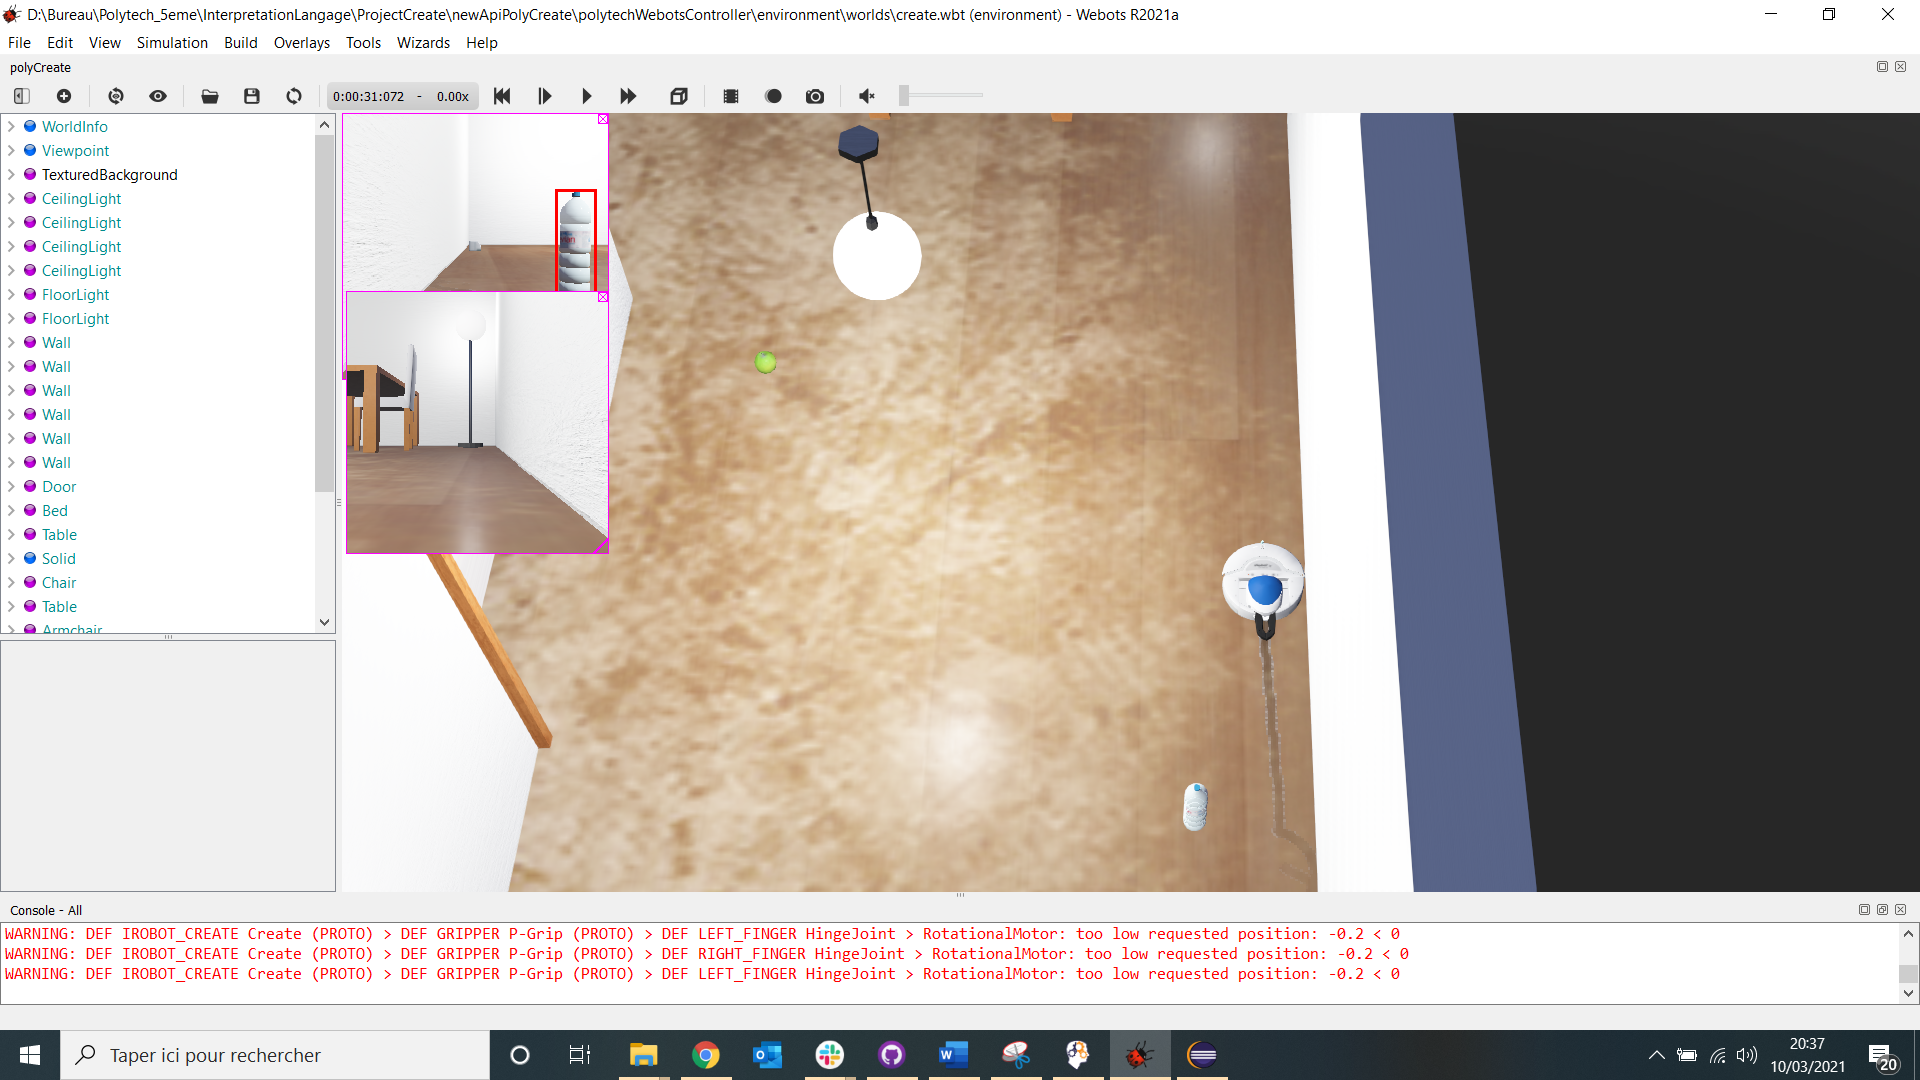 D:\Bureau\Polytech_5eme\InterpretationLangage\ProjectCreate\newApiPolyCreate\polytechWebotsController\environment\worlds\create.wbt (environment) - Webots R2021a
File Edit View Simulation Build Overlays Tools Wizards Help
polyCreate
0:00:31:072 - 0.00x
WorldInfo
Viewpoint
TexturedBackground
CeilingLight
CeilingLight
CeilingLight
CeilingLight
FloorLight
FloorLight
Wall
Wall
Wall
Wall
Wall
Wall
Door
Bed
Table
Solid
Chair
Table
Armchair
Console - All
WARNING: DEF IROBOT_CREATE Create (PROTO) > DEF GRIPPER P-Grip (PROTO) > DEF LEFT_FINGER HingeJoint > RotationalMotor: too low requested position: -0.2 < 0
WARNING: DEF IROBOT_CREATE Create (PROTO) > DEF GRIPPER P-Grip (PROTO) > DEF RIGHT_FINGER HingeJoint > RotationalMotor: too low requested position: -0.2 < 0
WARNING: DEF IROBOT_CREATE Create (PROTO) > DEF GRIPPER P-Grip (PROTO) > DEF LEFT_FINGER HingeJoint > RotationalMotor: too low requested position: -0.2 < 0
Taper ici pour rechercher
20:37
10/03/2021
20